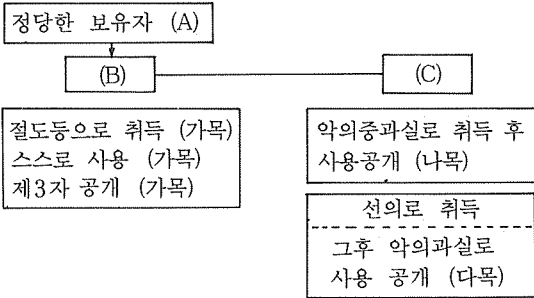 정당한 보유자 (A)
(B)
(C)
절도등으로 취득 (가목)
스스로 사용 (가목)
제3자 공개 (가목)
악의중과실로 취득 후
사용공개 (나목)
선의로 취득
그후 악의과실로
사용 공개 (다목)